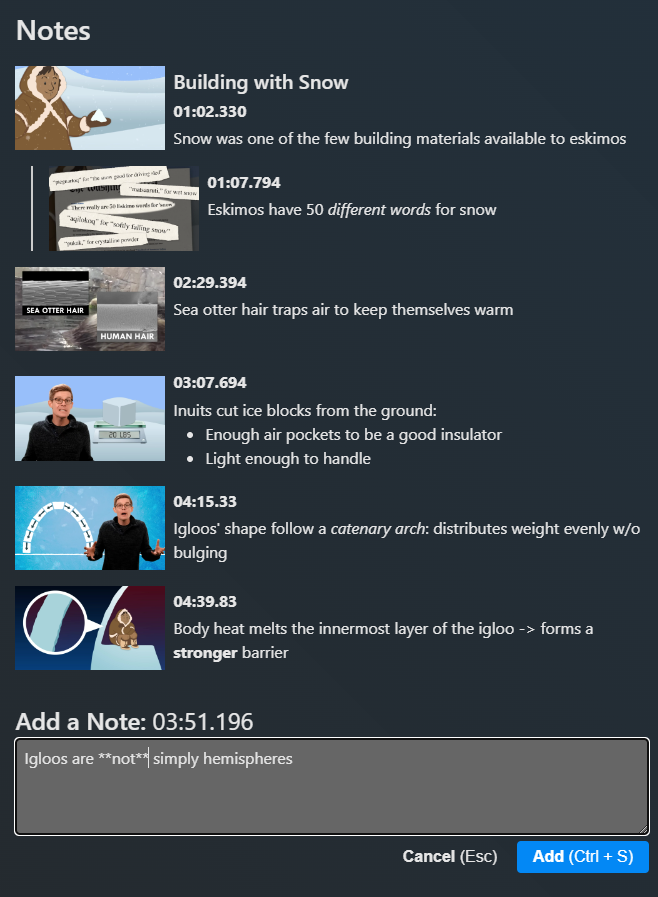 Notes
Building with Snow
01:02.330
Snow was one of the few building materials available to eskimos
"piegnartoq," for "the snow good for driving sled"
"matsaaruti," for wet snow
There really are 50 Eskimo words for 'snow'
"aqilokoq" for "softly falling snow"
"pukak," for crystalline powder
01:07.794
Eskimos have 50 different words for snow
SEA OTTER HAIR
HUMAN HAIR
02:29.394
Sea otter hair traps air to keep themselves warm
20 LBS
03:07.694
Inuits cut ice blocks from the ground:
• Enough air pockets to be a good insulator
• Light enough to handle
04:15.33
Igloos' shape follow a catenary arch: distributes weight evenly w/o
bulging
04:39.83
Body heat melts the innermost layer of the igloo -> forms a
stronger barrier
Add a Note: 03:51.196
Igloos are **not** simply hemispheres
Cancel (Esc)
Add (Ctrl + S)